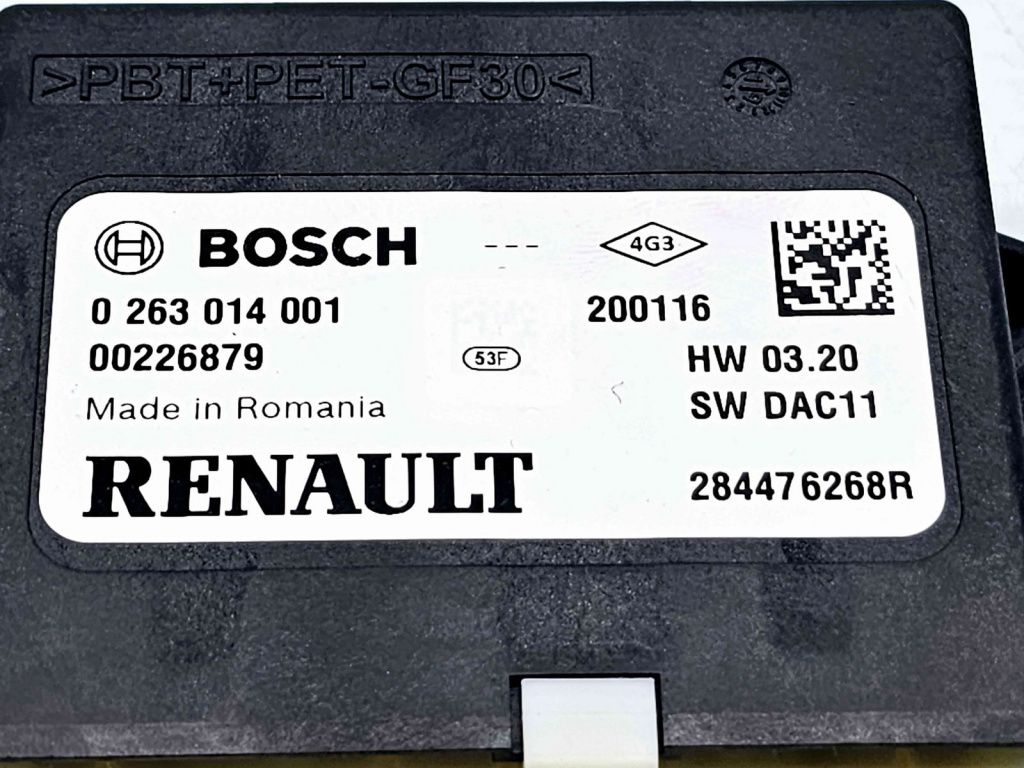 >PBT+PET-GF30<
BOSCH --- 4G3
0 263 014 001 200116
00226879 53F HW 03.20
Made in Romania SW DAC11
RENAULT 284476268R